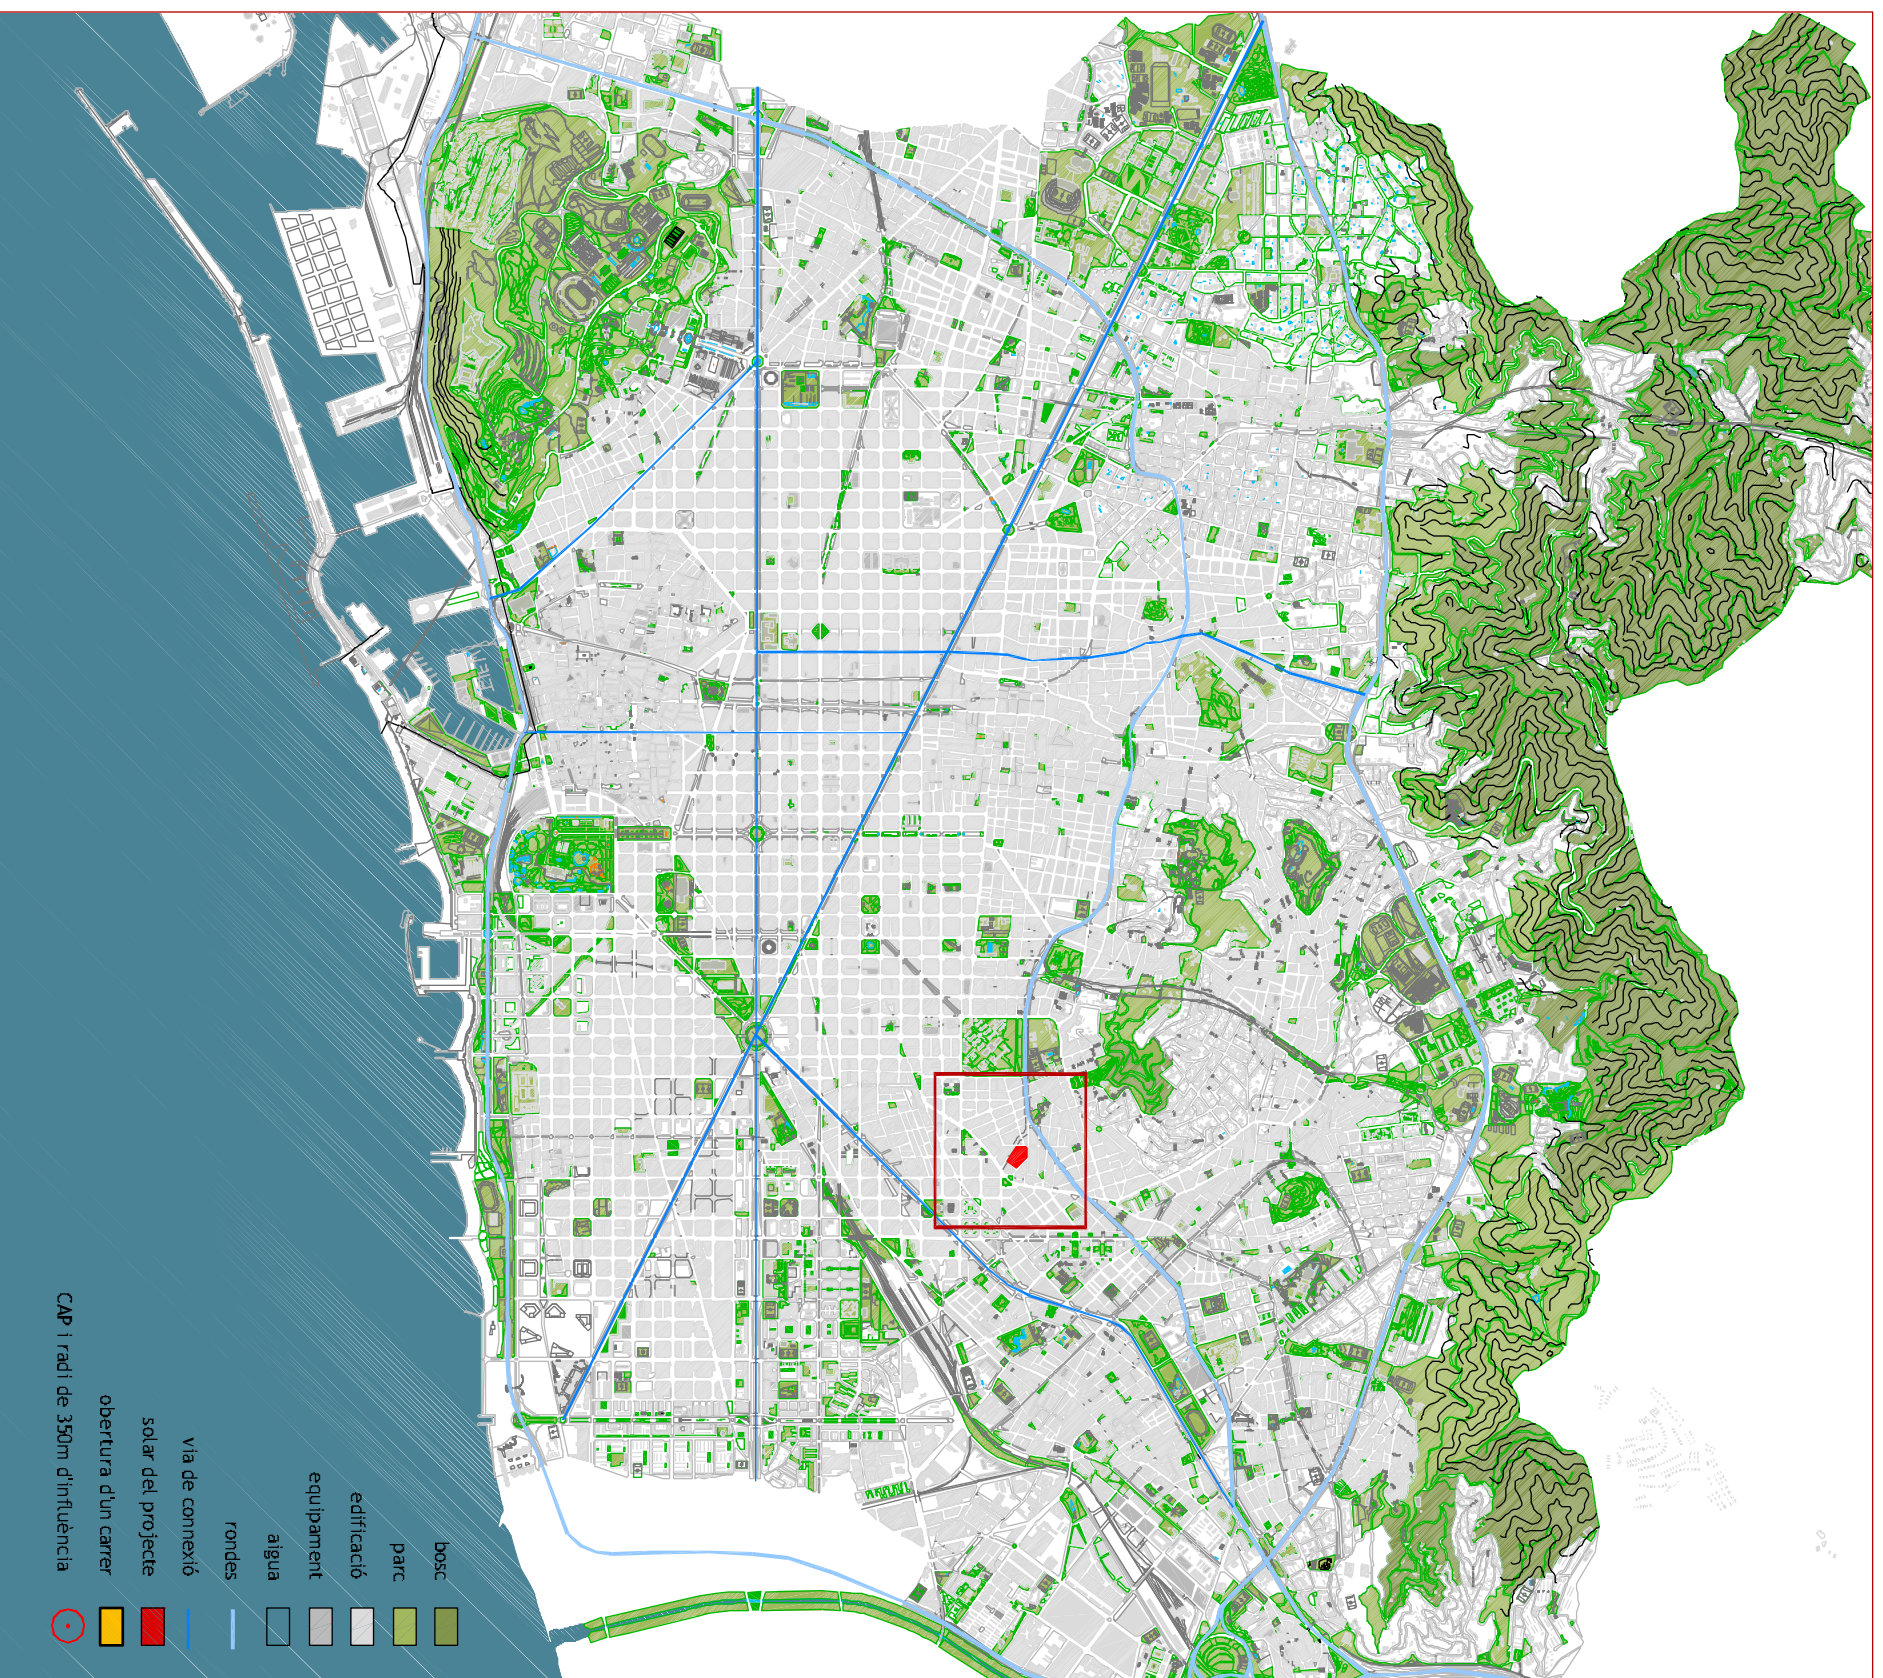 bosc
parc
edificació
equipament
aigua
rondes
via de connexió
solar del projecte
obertura d'un carrer
CAP i radi de 350m d'influència